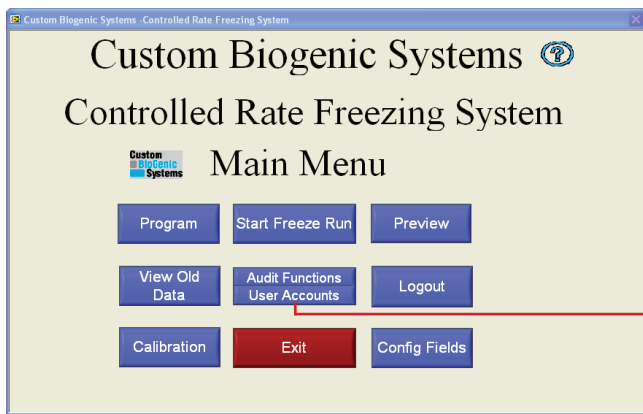 Custom Biogenic Systems -Controlled Rate Freezing System
Custom Biogenic Systems ?
Controlled Rate Freezing System
Custom
BioGenic
Systems
Main Menu
Program
Start Freeze Run
Preview
View Old
Data
Audit Functions
User Accounts
Logout
Calibration
Exit
Config Fields